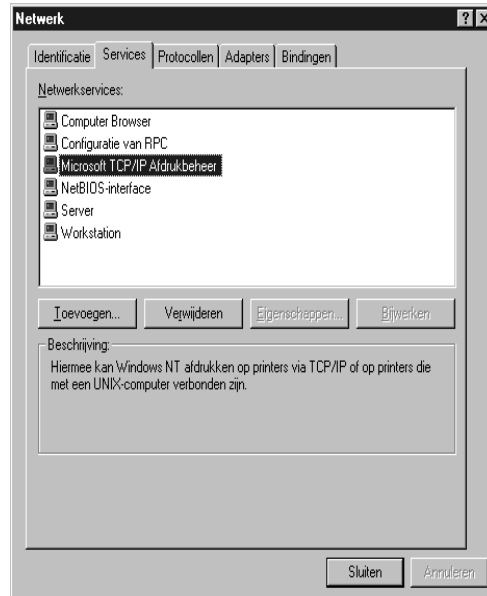 Netwerk
Identificatie Services Protocollen Adapters Bindingen
Netwerkservices:
Computer Browser
Configuratie van RPC
Microsoft TCP/IP Afdrukbeheer
NetBIOS-interface
Server
Workstation
Toevoegen... Verwijderen Eigenschappen... Bijwerken
Beschrijving:
Hiermee kan Windows NT afdrukken op printers via TCP/IP of op printers die
met een UNIX-computer verbonden zijn.
Sluiten Annuleren